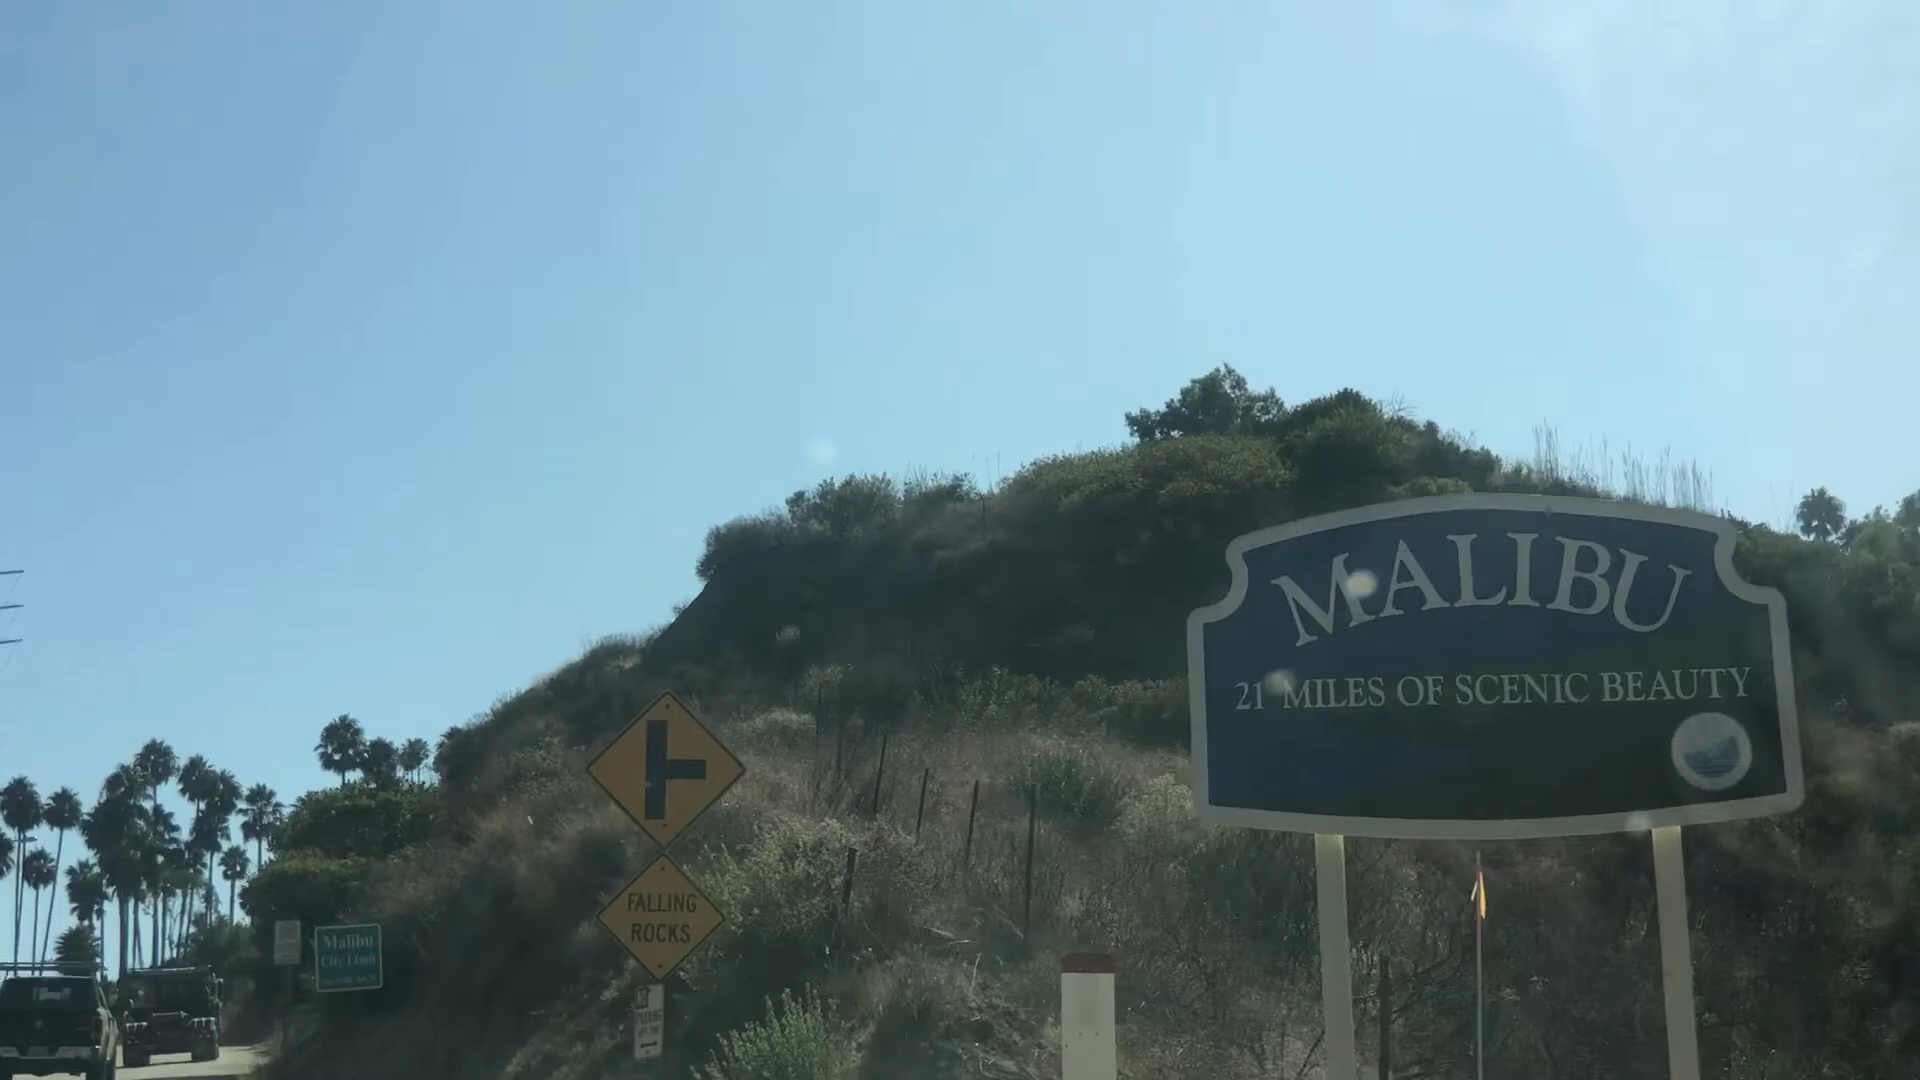 MALIBU
21 MILES OF SCENIC BEAUTY
FALLING
ROCKS
Malibu
City Limit